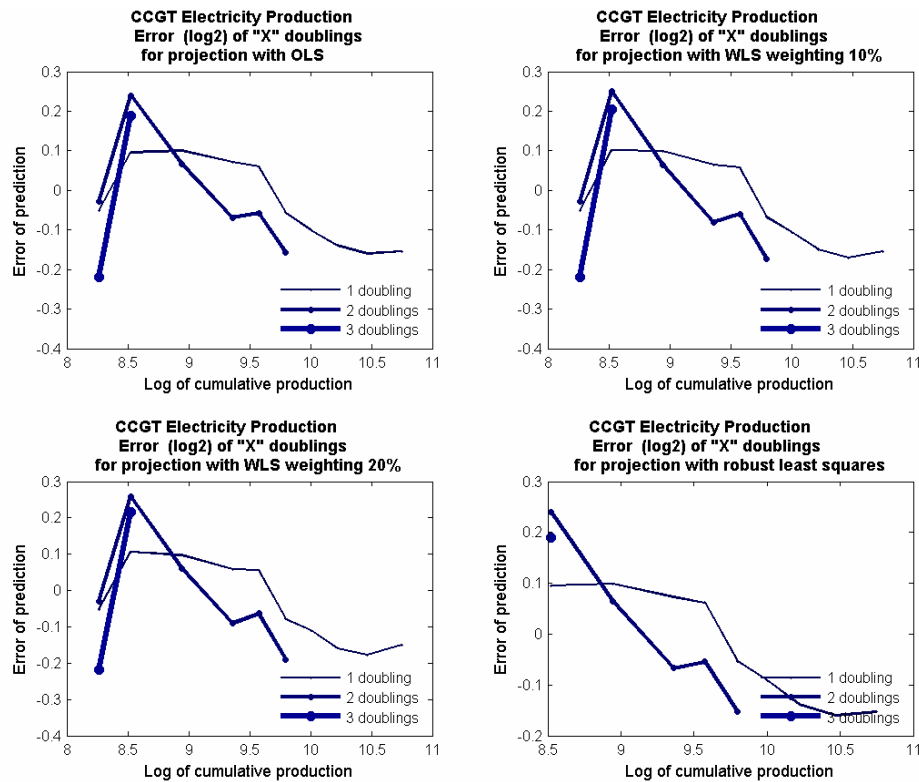 CCGT Electricity Production
Error (log2) of "X" doublings
for projection with OLS
0.3
0.2
0.1
0
-0.1
-0.2
-0.3
-0.4
Error of prediction
1 doubling
2 doublings
3 doublings
8 8.5 9 9.5 10 10.5 11
Log of cumulative production
CCGT Electricity Production
Error (log2) of "X" doublings
for projection with WLS weighting 10%
0.3
0.2
0.1
0
-0.1
-0.2
-0.3
-0.4
Error of prediction
1 doubling
2 doublings
3 doublings
8 8.5 9 9.5 10 10.5 11
Log of cumulative production
CCGT Electricity Production
Error (log2) of "X" doublings
for projection with WLS weighting 20%
0.3
0.2
0.1
0
-0.1
-0.2
-0.3
-0.4
Error of prediction
1 doubling
2 doublings
3 doublings
8 8.5 9 9.5 10 10.5 11
Log of cumulative production
CCGT Electricity Production
Error (log2) of "X" doublings
for projection with robust least squares
0.3
0.2
0.1
0
-0.1
-0.2
Error of prediction
1 doubling
2 doublings
3 doublings
8.5 9 9.5 10 10.5 11
Log of cumulative production